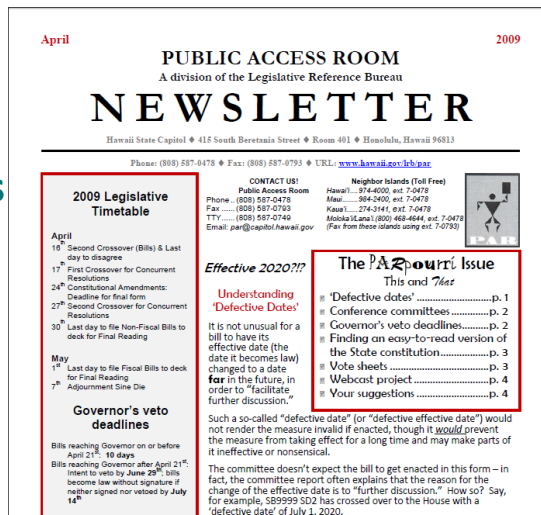 April 2009
PUBLIC ACCESS ROOM
A division of the Legislative Reference Bureau
NEWSLETTER
Hawaii State Capitol ♦ 415 South Beretania Street ♦ Room 401 ♦ Honolulu, Hawaii 96813
Phone: (808) 587-0478 ♦ Fax: (808) 587-0793 ♦ URL: www.hawaii.gov/lrb/par
s
2009 Legislative
Timetable
April
16th Second Crossover (Bills) & Last
day to disagree
17th First Crossover for Concurrent
Resolutions
24th Constitutional Amendments:
Deadline for final form
27th Second Crossover for Concurrent
Resolutions
30th Last day to file Non-Fiscal Bills to
deck for Final Reading
May
1st Last day to file Fiscal Bills to deck
for Final Reading
7th Adjournment Sine Die
Governor's veto
deadlines
Bills reaching Governor on or before
April 21st: 10 days
Bills reaching Governor after April 21st:
Intent to veto by June 29th; bills
become law without signature if
neither signed nor vetoed by July
14th
CONTACT US!
Public Access Room
Phone .. (808) 587-0478
Fax ...... (808) 587-0793
TTY...... (808) 587-0749
Email: par@capitol.hawaii.gov
Neighbor Islands (Toll Free)
Hawai'i.... 974-4000, ext. 7-0478
Maui....... 984-2400, ext. 7-0478
Kaua'i..... 274-3141, ext. 7-0478
Moloka'i/Lana'i. (800) 468-4644, ext. 7-0478
(Fax from these islands using ext. 7-0793)
PAR
Effective 2020?!?
Understanding
'Defective Dates'
It is not unusual for a
bill to have its
effective date (the
date it becomes law)
changed to a date
far in the future, in
order to "facilitate
further discussion."
The PARpourri Issue
This and That
'Defective dates' ..................p. 1
Conference committees ..........p. 2
Governor's veto deadlines.......p. 2
Finding an easy-to-read version of
the State constitution............p. 3
Vote sheets ........................p. 3
Webcast project ...................p. 4
Your suggestions...................p. 4
Such a so-called "defective date" (or "defective effective date") would
not render the measure invalid if enacted, though it would prevent
the measure from taking effect for a long time and may make parts of
it ineffective or nonsensical.
The committee doesn't expect the bill to get enacted in this form – in
fact, the committee report often explains that the reason for the
change of the effective date is to "further discussion." How so? Say,
for example, SB9999 SD2 has crossed over to the House with a
'defective date' of July 1, 2020.